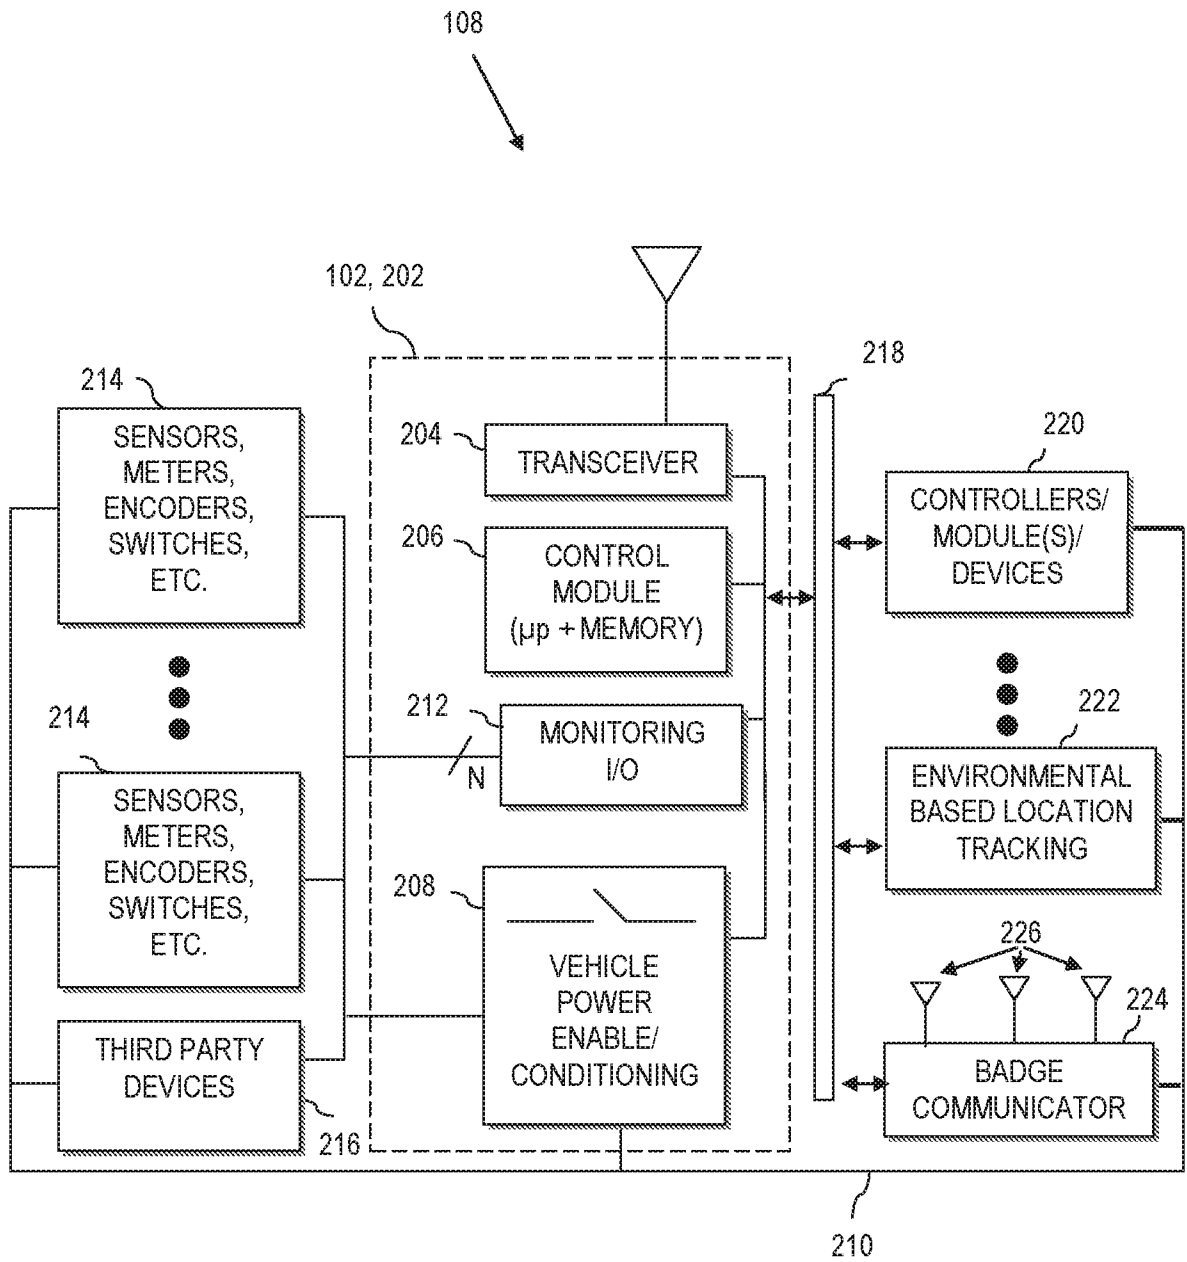 108
102, 202
214
SENSORS,
METERS,
ENCODERS,
SWITCHES,
ETC.
204
TRANSCEIVER
206
CONTROL
MODULE
(µp + MEMORY)
218
220
CONTROLLERS/
MODULE(S)/
DEVICES
214
SENSORS,
METERS,
ENCODERS,
SWITCHES,
ETC.
212
MONITORING
I/O
N
222
ENVIRONMENTAL
BASED LOCATION
TRACKING
208
VEHICLE
POWER
ENABLE/
CONDITIONING
226
224
BADGE
COMMUNICATOR
THIRD PARTY
DEVICES
216
210